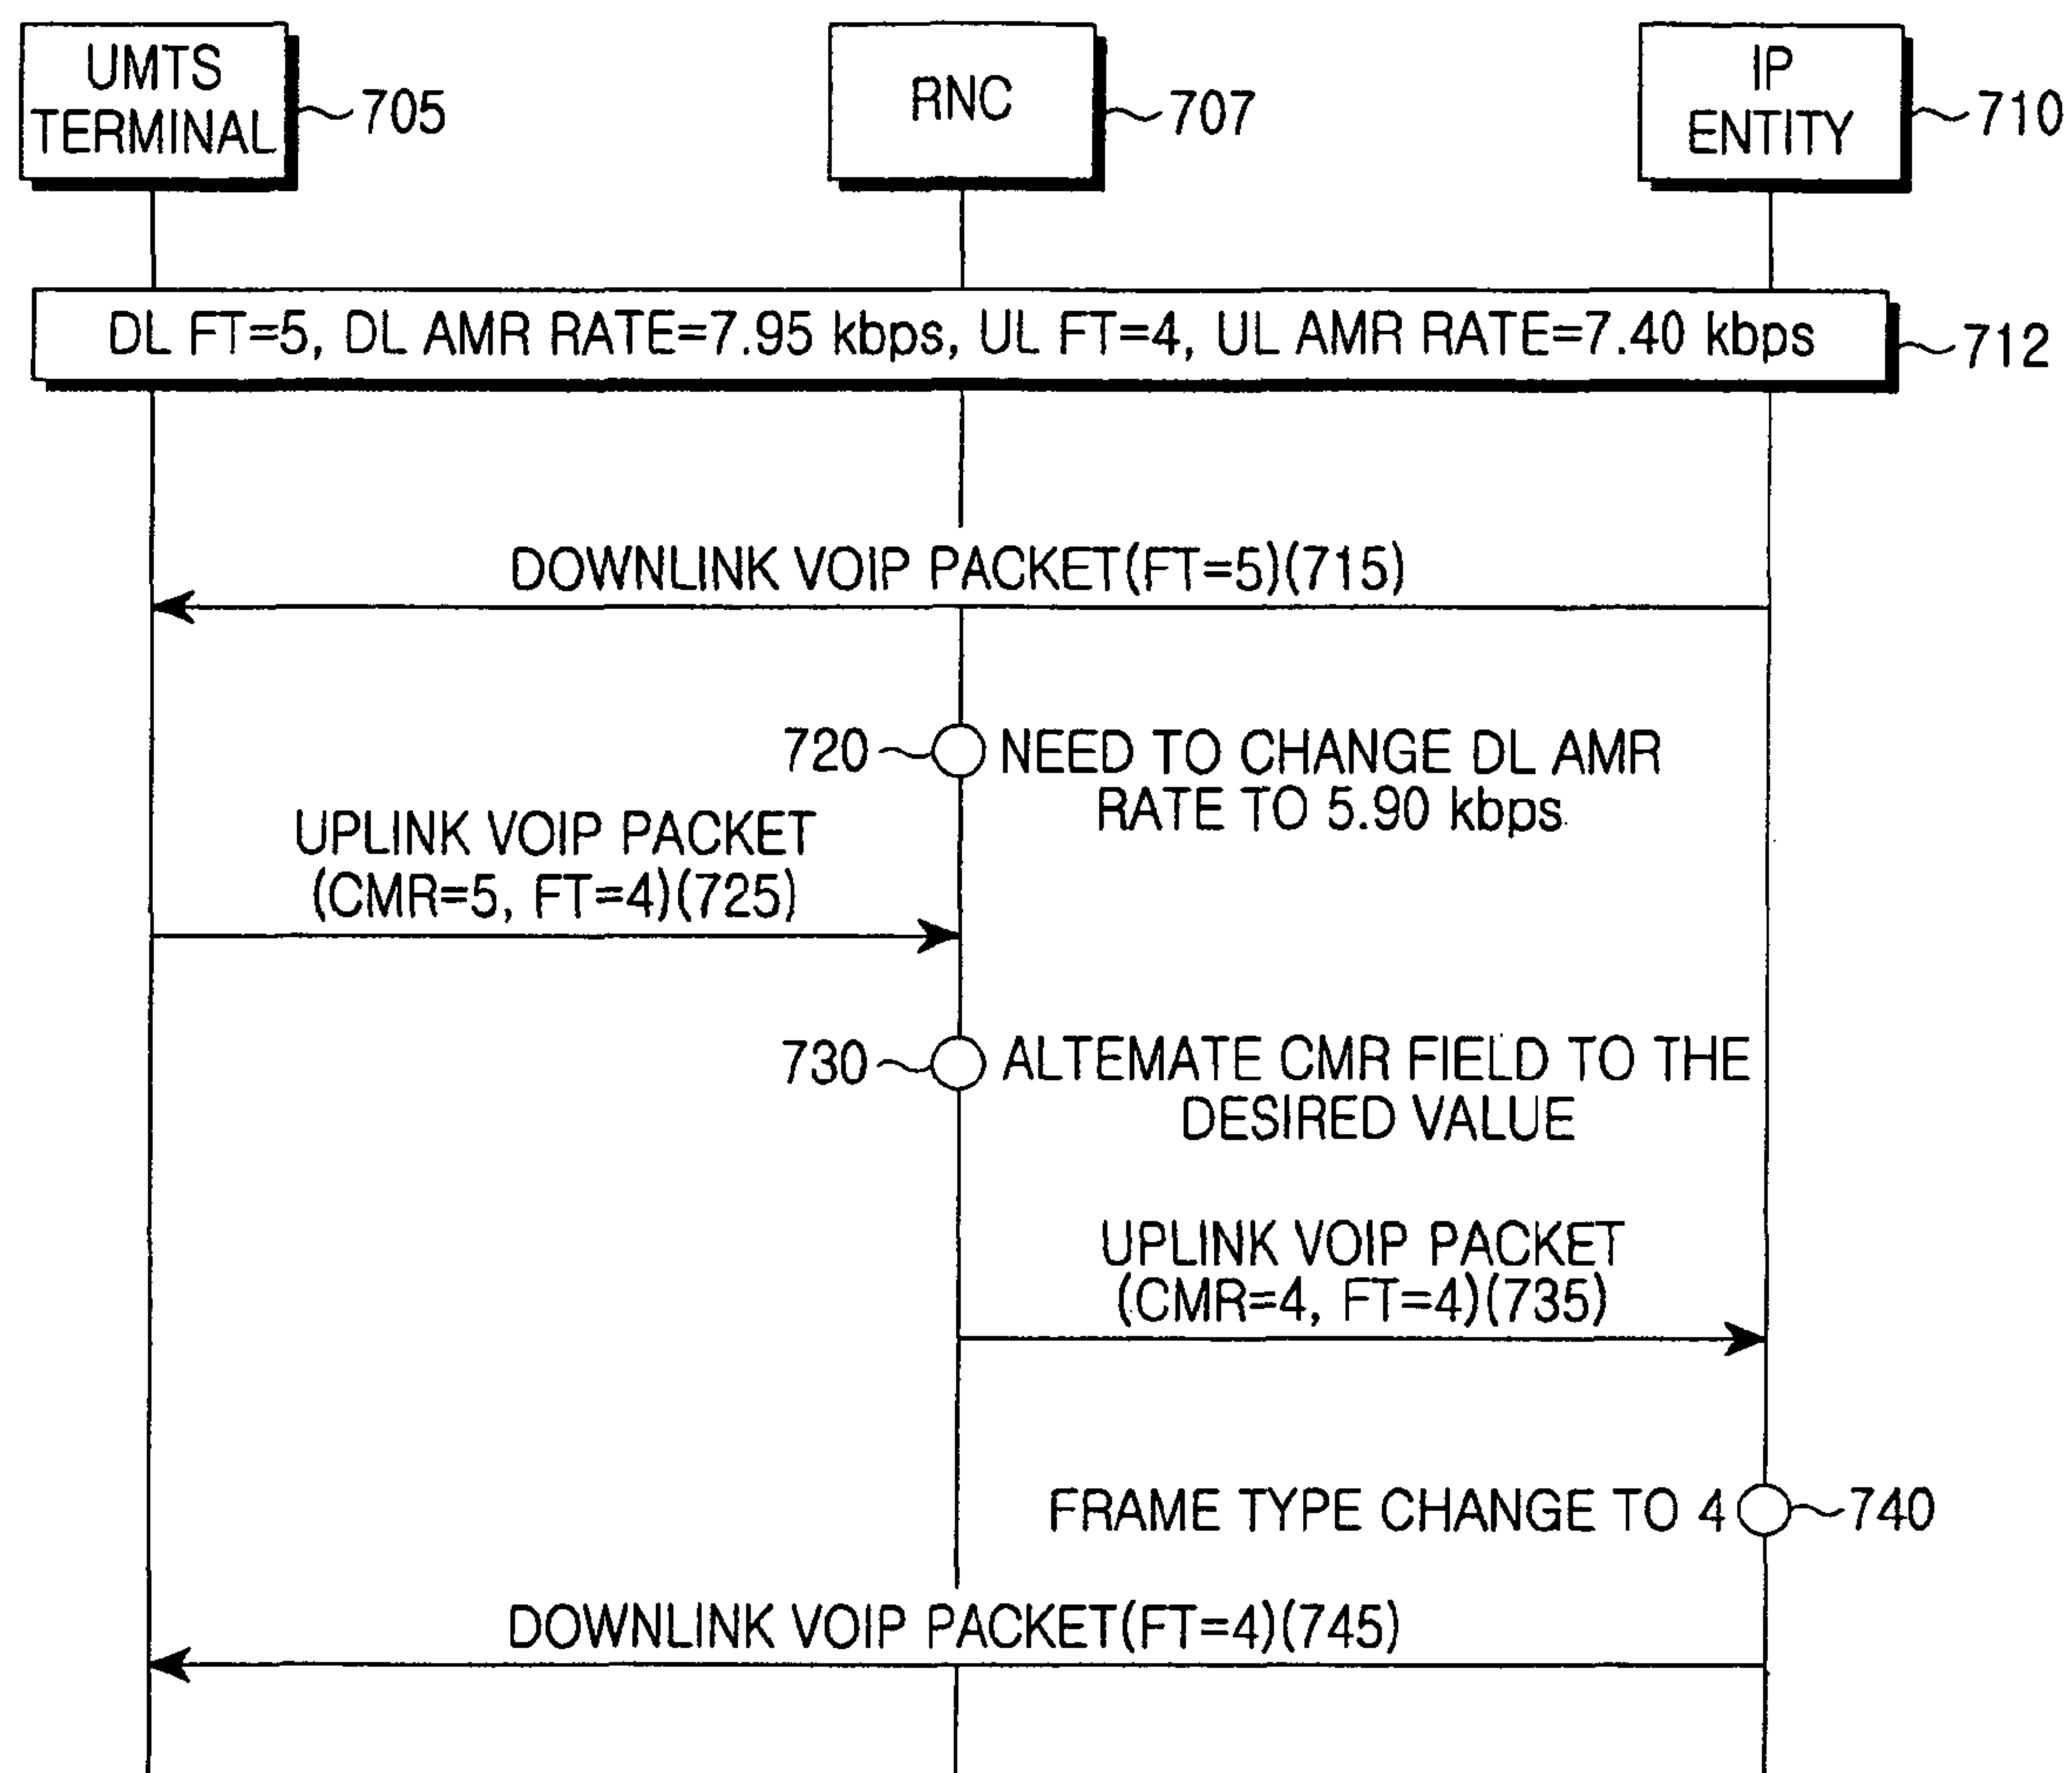 UMTS
TERMINAL
705
RNC
707
IP
ENTITY
710
DL FT=5, DL AMR RATE=7.95 kbps, UL FT=4, UL AMR RATE=7.40 kbps
712
DOWNLINK VOIP PACKET(FT=5)(715)
720
NEED TO CHANGE DL AMR
RATE TO 5.90 kbps
UPLINK VOIP PACKET
(CMR=5, FT=4)(725)
730
ALTEMATE CMR FIELD TO THE
DESIRED VALUE
UPLINK VOIP PACKET
(CMR=4, FT=4)(735)
FRAME TYPE CHANGE TO 4
740
DOWNLINK VOIP PACKET(FT=4)(745)